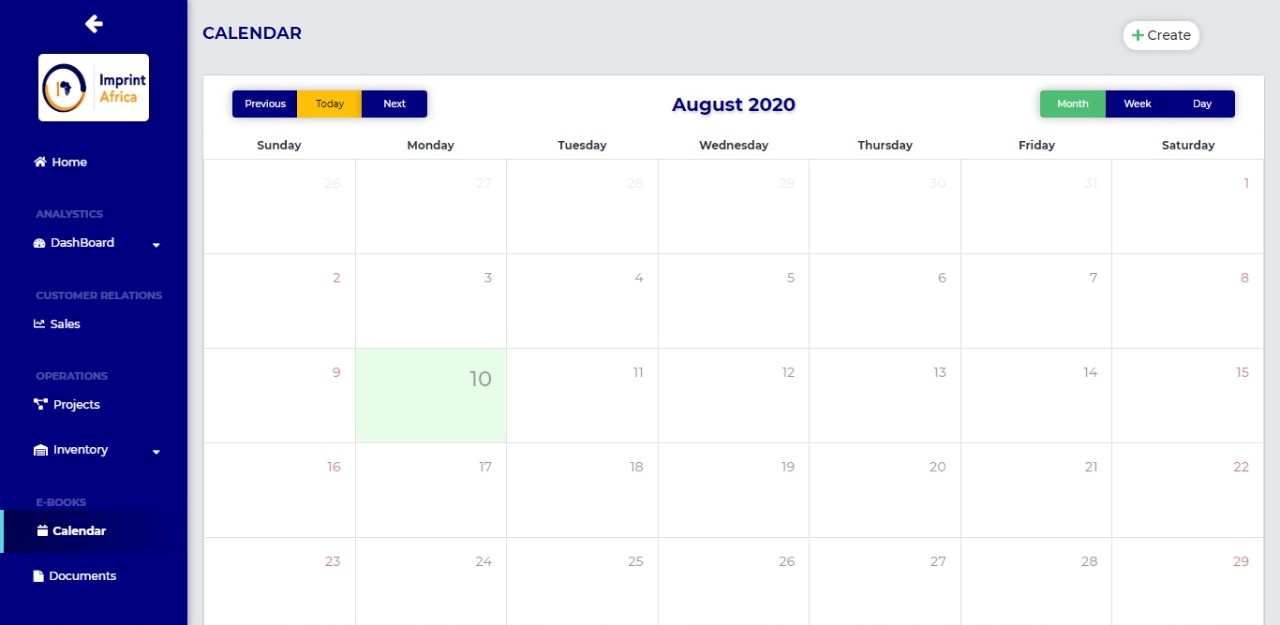 CALENDAR
Create
Imprint
Africa
Home
ANALYSTICS
DashBoard
CUSTOMER RELATIONS
Sales
OPERATIONS
Projects
Inventory
E-BOOKS
Calendar
Documents
Previous Today Next
August 2020
Month Week Day
Sunday Monday Tuesday Wednesday Thursday Friday Saturday
26 27 28 29 30 31 1
2 3 4 5 6 7 8
9 10 11 12 13 14 15
16 17 18 19 20 21 22
23 24 25 26 27 28 29